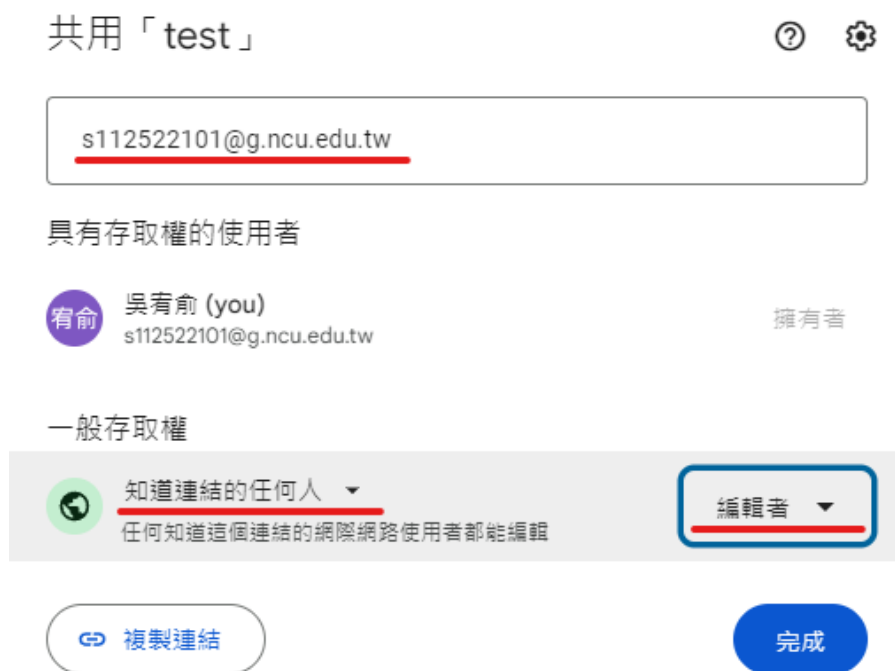 共用「test」
s112522101@g.ncu.edu.tw
具有存取權的使用者
宥俞
吳宥俞 (you)
s112522101@g.ncu.edu.tw
擁有者
一般存取權
知道連結的任何人
任何知道這個連結的網際網路使用者都能編輯
編輯者
複製連結
完成